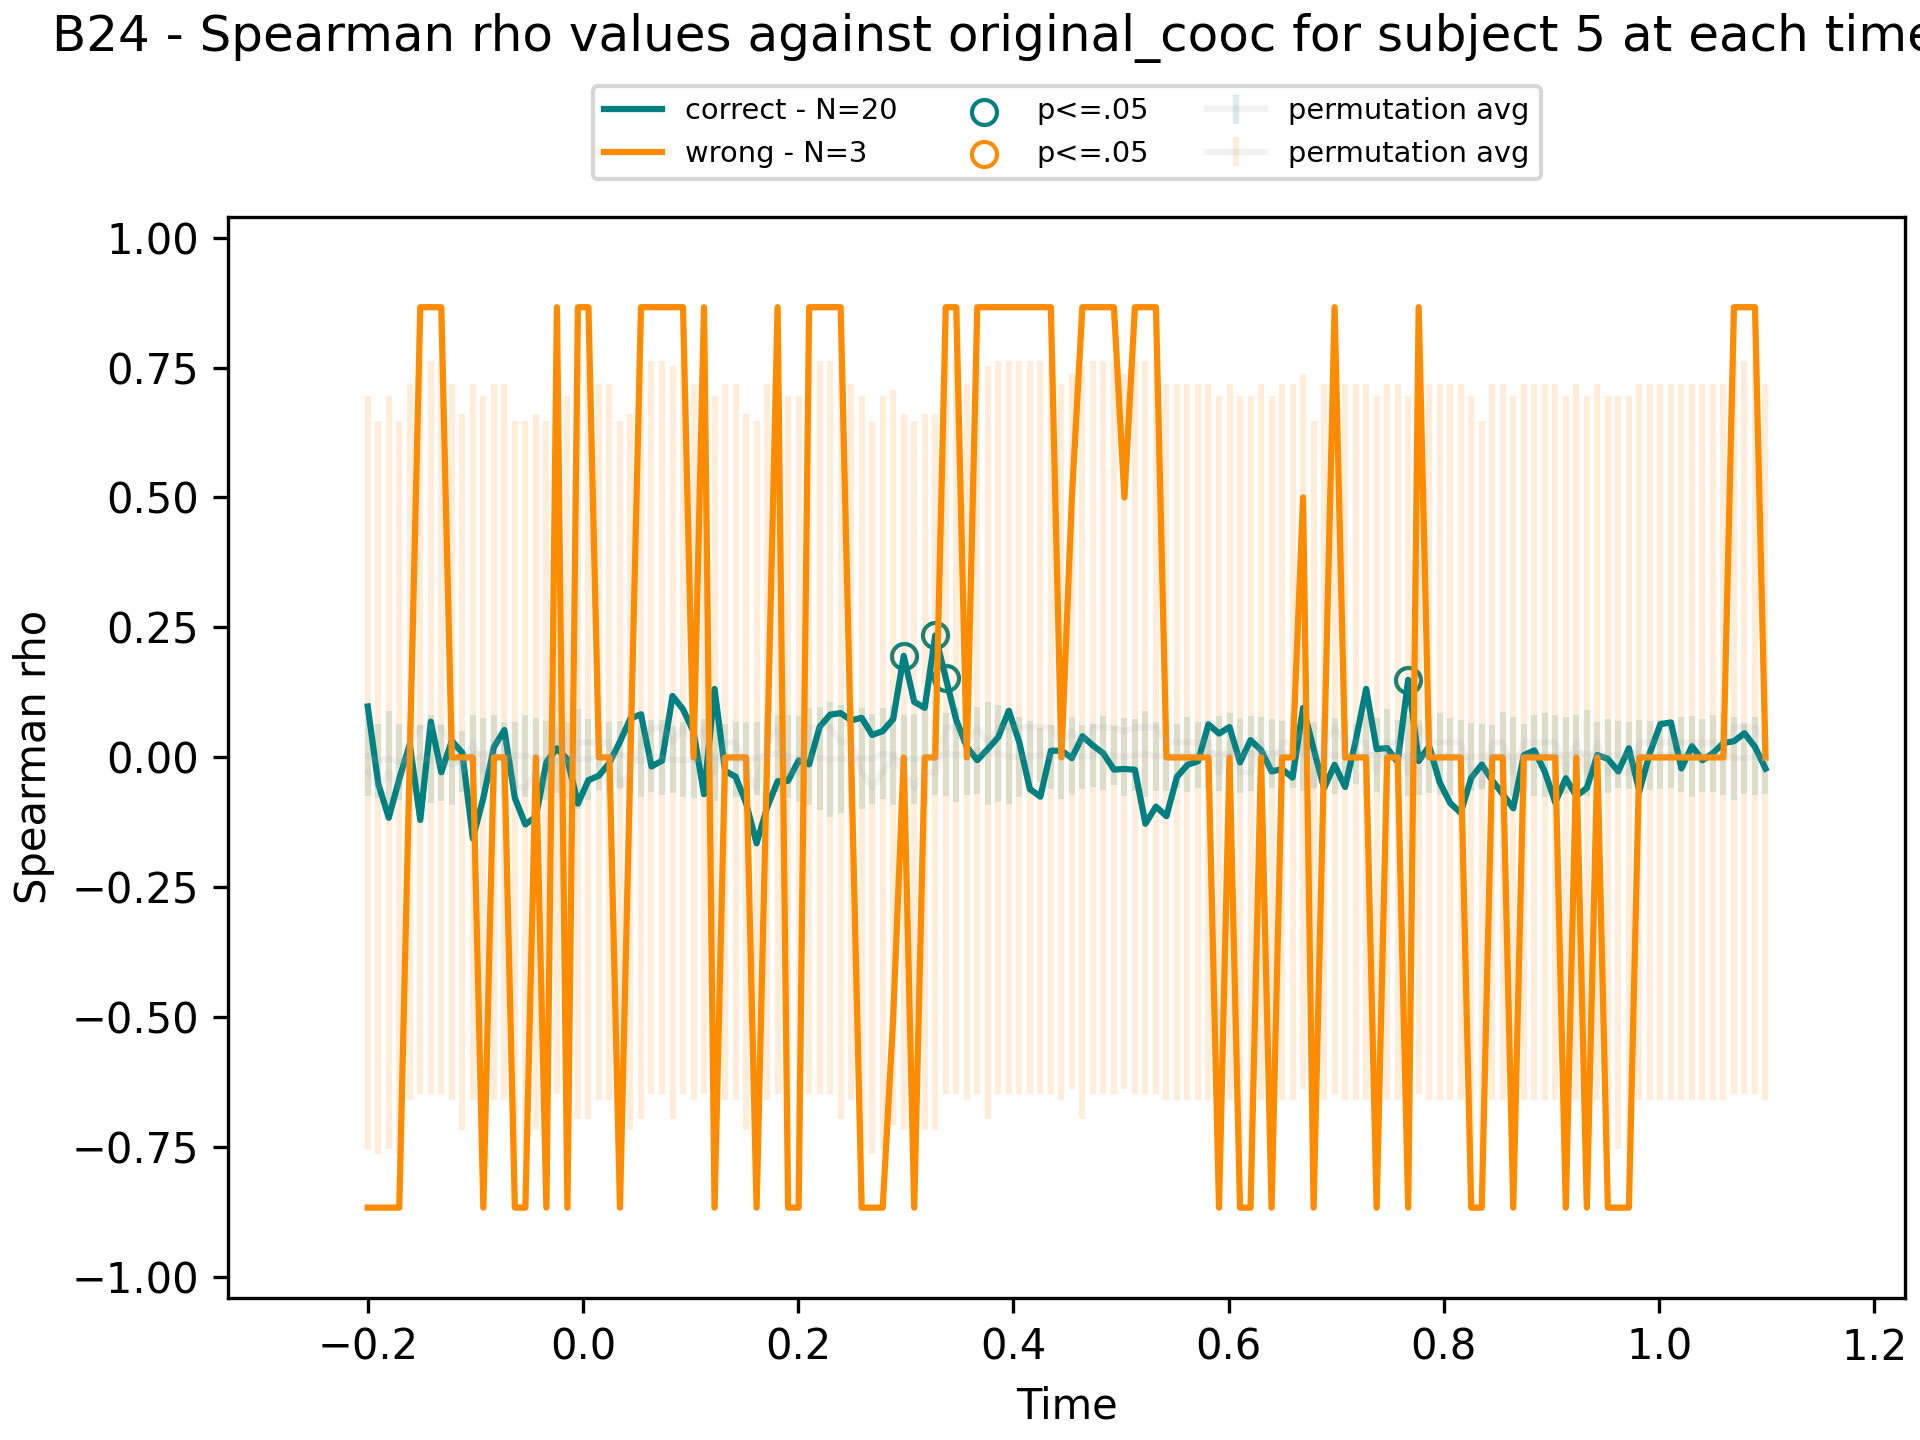 B24 - Spearman rho values against original_cooc for subject 5 at each time
correct - N=20
wrong - N=3
p<=.05
p<=.05
permutation avg
permutation avg
1.00
0.75
0.50
0.25
0.00
−0.25
−0.50
−0.75
−1.00
Spearman rho
−0.2 0.0 0.2 0.4 0.6 0.8 1.0 1.2
Time